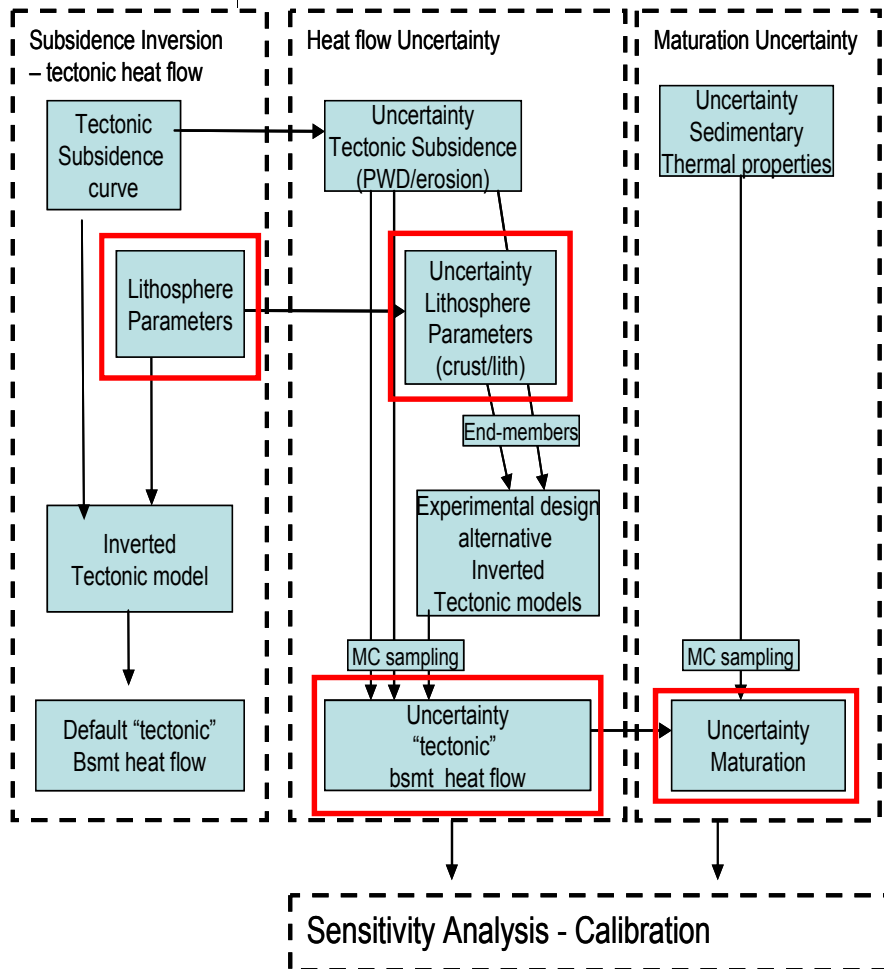 Subsidence Inversion
– tectonic heat flow
Tectonic
Subsidence
curve
Lithosphere
Parameters
Inverted
Tectonic model
Default “tectonic”
Bsmt heat flow
Heat flow Uncertainty
Uncertainty
Tectonic Subsidence
(PWD/erosion)
Uncertainty
Lithosphere
Parameters
(crust/lith)
End-members
Experimental design
alternative
Inverted
Tectonic models
MC sampling
Uncertainty
“tectonic”
bsmt heat flow
Maturation Uncertainty
Uncertainty
Sedimentary
Thermal properties
MC sampling
Uncertainty
Maturation
Sensitivity Analysis - Calibration